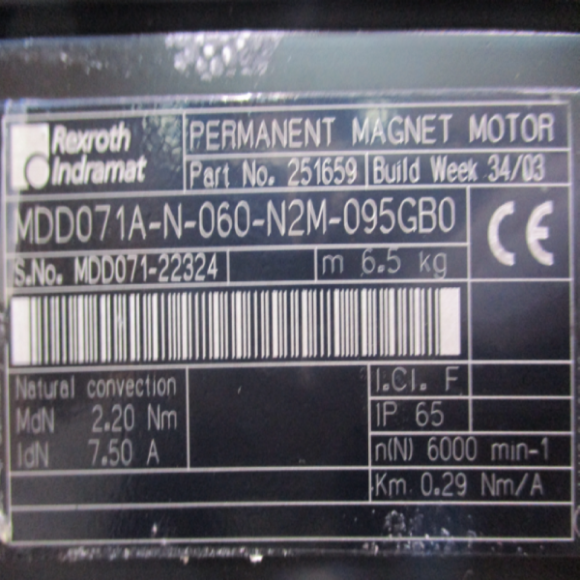 Rexroth
Indramat
PERMANENT MAGNET MOTOR
Part No. 251659 Build Week 34/03
MDD071A-N-060-N2M-095GB0
CE
S.No. MDD071-22324 m 6.5 kg
Natural convection
MdN 2.20 Nm
IdN 7.50 A
I.Cl. F
IP 65
n(N) 6000 min-1
Km 0.29 Nm/A